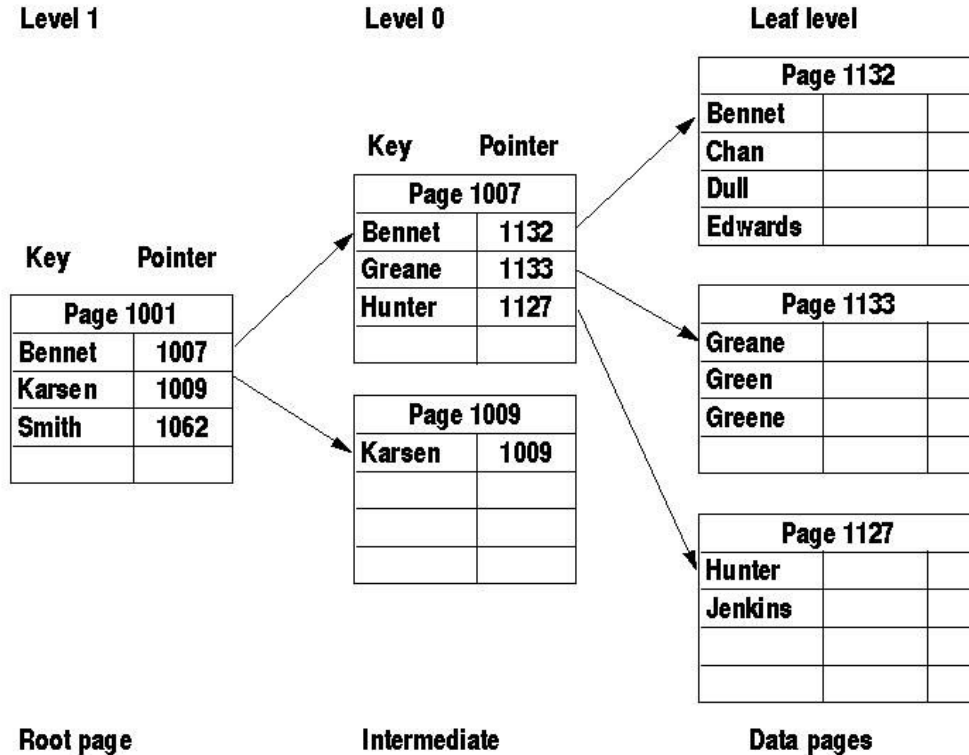 Level 1
Level 0
Leaf level
Key Pointer
Page 1001
Bennet 1007
Karsen 1009
Smith 1062
Root page
Key Pointer
Page 1007
Bennet 1132
Greane 1133
Hunter 1127
Page 1009
Karsen 1009
Intermediate
Page 1132
Bennet
Chan
Dull
Edwards
Page 1133
Greane
Green
Greene
Page 1127
Hunter
Jenkins
Data pages